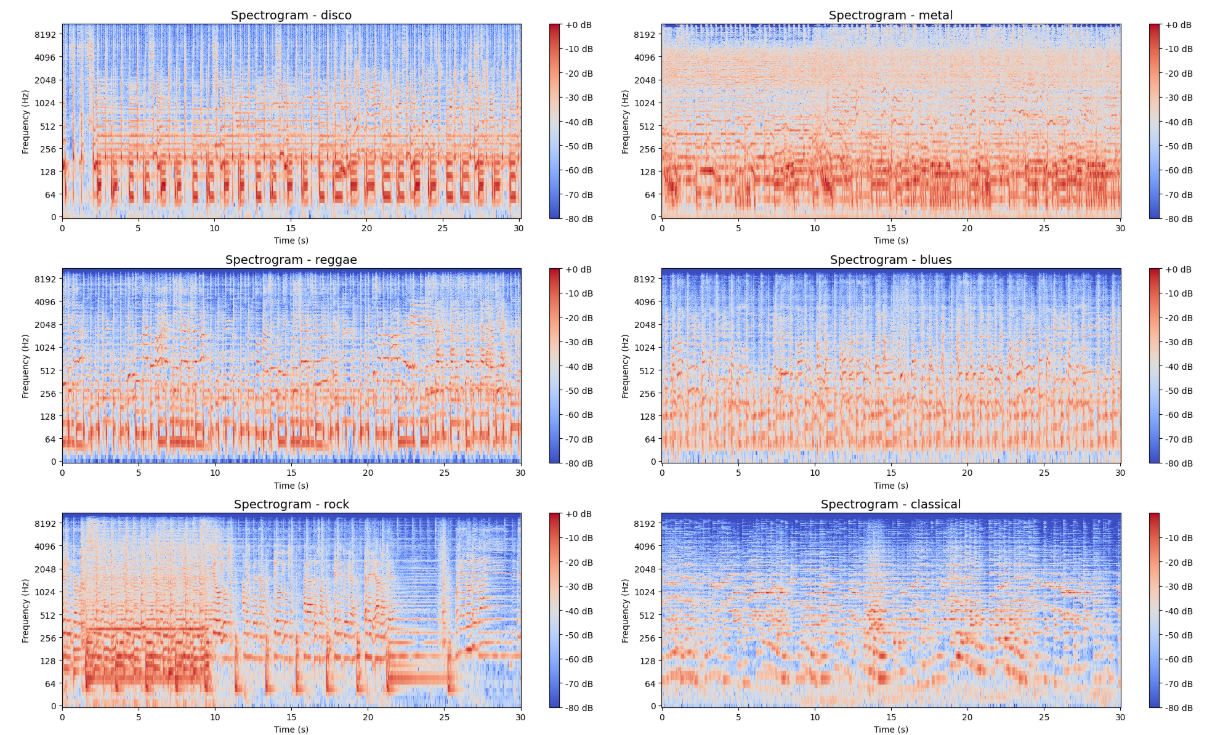 Spectrogram - disco
Frequency (Hz)
8192
4096
2048
1024
512
256
128
64
0
0 5 10 15 20 25 30
Time (s)
+0 dB
-10 dB
-20 dB
-30 dB
-40 dB
-50 dB
-60 dB
-70 dB
-80 dB
Spectrogram - metal
Frequency (Hz)
8192
4096
2048
1024
512
256
128
64
0
0 5 10 15 20 25 30
Time (s)
+0 dB
-10 dB
-20 dB
-30 dB
-40 dB
-50 dB
-60 dB
-70 dB
-80 dB
Spectrogram - reggae
Frequency (Hz)
8192
4096
2048
1024
512
256
128
64
0
0 5 10 15 20 25 30
Time (s)
+0 dB
-10 dB
-20 dB
-30 dB
-40 dB
-50 dB
-60 dB
-70 dB
-80 dB
Spectrogram - blues
Frequency (Hz)
8192
4096
2048
1024
512
256
128
64
0
0 5 10 15 20 25 30
Time (s)
+0 dB
-10 dB
-20 dB
-30 dB
-40 dB
-50 dB
-60 dB
-70 dB
-80 dB
Spectrogram - rock
Frequency (Hz)
8192
4096
2048
1024
512
256
128
64
0
0 5 10 15 20 25 30
Time (s)
+0 dB
-10 dB
-20 dB
-30 dB
-40 dB
-50 dB
-60 dB
-70 dB
-80 dB
Spectrogram - classical
Frequency (Hz)
8192
4096
2048
1024
512
256
128
64
0
0 5 10 15 20 25 30
Time (s)
-10 dB
-20 dB
-30 dB
-40 dB
-50 dB
-60 dB
-70 dB
-80 dB